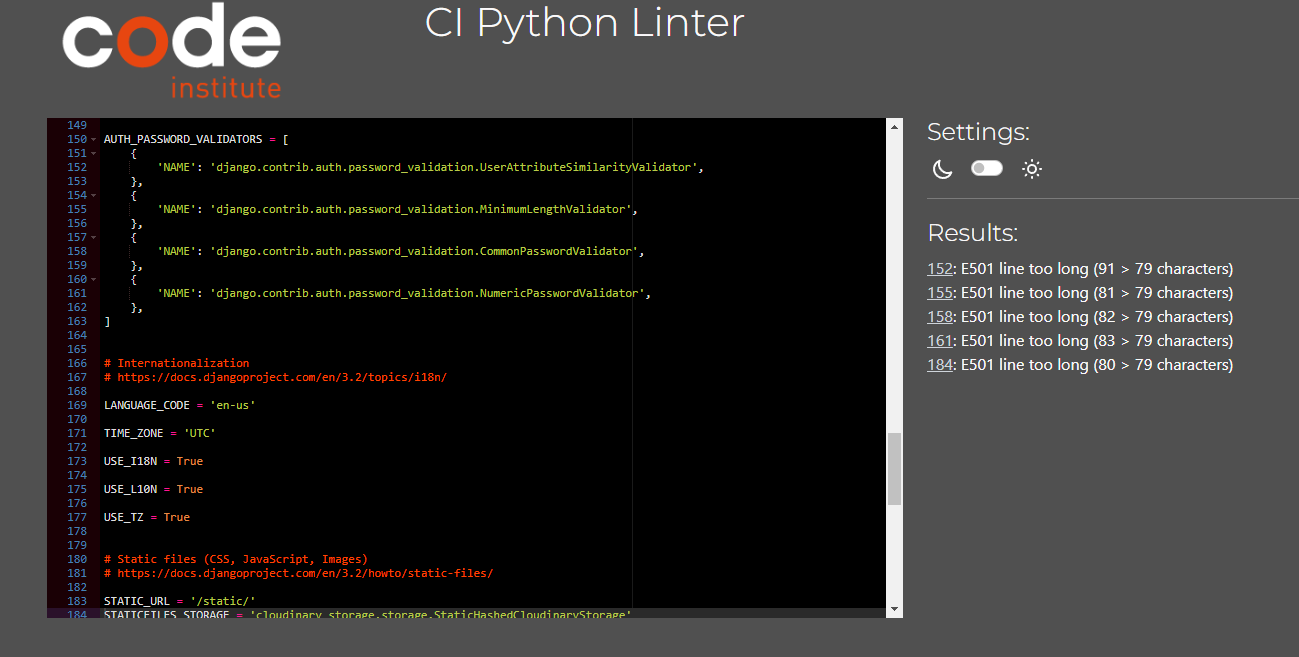 code
institute
CI Python Linter
149
150 AUTH_PASSWORD_VALIDATORS = [
151 {
152 'NAME': 'django.contrib.auth.password_validation.UserAttributeSimilarityValidator',
153 },
154 {
155 'NAME': 'django.contrib.auth.password_validation.MinimumLengthValidator',
156 },
157 {
158 'NAME': 'django.contrib.auth.password_validation.CommonPasswordValidator',
159 },
160 {
161 'NAME': 'django.contrib.auth.password_validation.NumericPasswordValidator',
162 },
163 ]
164
165
166 # Internationalization
167 # https://docs.djangoproject.com/en/3.2/topics/i18n/
168
169 LANGUAGE_CODE = 'en-us'
170
171 TIME_ZONE = 'UTC'
172
173 USE_I18N = True
174
175 USE_L10N = True
176
177 USE_TZ = True
178
179
180 # Static files (CSS, JavaScript, Images)
181 # https://docs.djangoproject.com/en/3.2/howto/static-files/
182
183 STATIC_URL = '/static/'
184 STATICFILES_STORAGE = 'cloudinary_storage.storage.StaticHashedCloudinaryStorage'
Settings:
Results:
152: E501 line too long (91 > 79 characters)
155: E501 line too long (81 > 79 characters)
158: E501 line too long (82 > 79 characters)
161: E501 line too long (83 > 79 characters)
184: E501 line too long (80 > 79 characters)